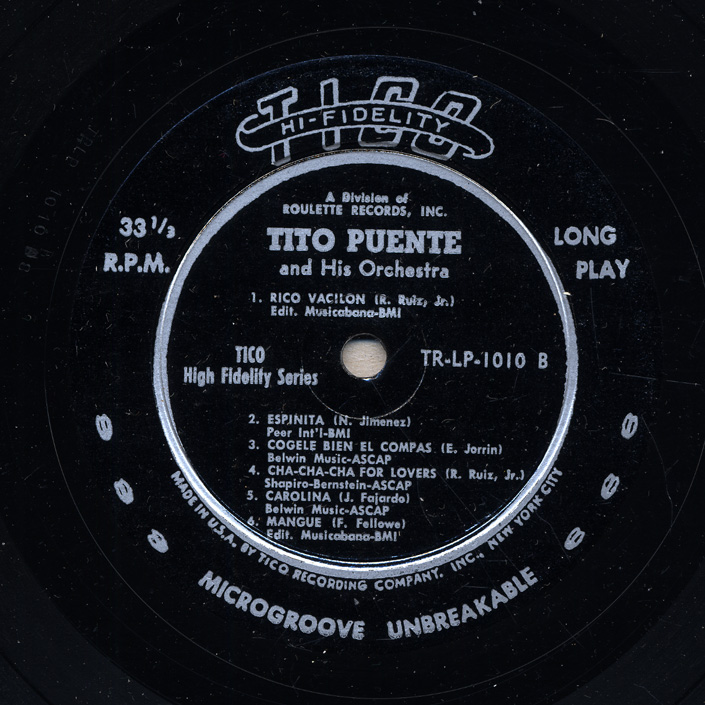 TICO
HI-FIDELITY
A Division of
ROULETTE RECORDS, INC.
33 1/3
R.P.M.
LONG
PLAY
TITO PUENTE
and His Orchestra
1. RICO VACILON (R. Ruiz, Jr.)
Edit. Musicabana-BMI
TICO
High Fidelity Series
TR-LP-1010 B
2. ESPINITA (N. Jimenez)
Peer Int'l-BMI
3. COGELE BIEN EL COMPAS (E. Jorrin)
Belwin Music-ASCAP
4. CHA-CHA-CHA FOR LOVERS (R. Ruiz, Jr.)
Shapiro-Bernstein-ASCAP
5. CAROLINA (J. Fajardo)
Belwin Music-ASCAP
6. MANGUE (F. Fellowe)
Edit. Musicabana-BMI
MADE IN U.S.A. BY TICO RECORDING COMPANY, INC., NEW YORK CITY
MICROGROOVE UNBREAKABLE